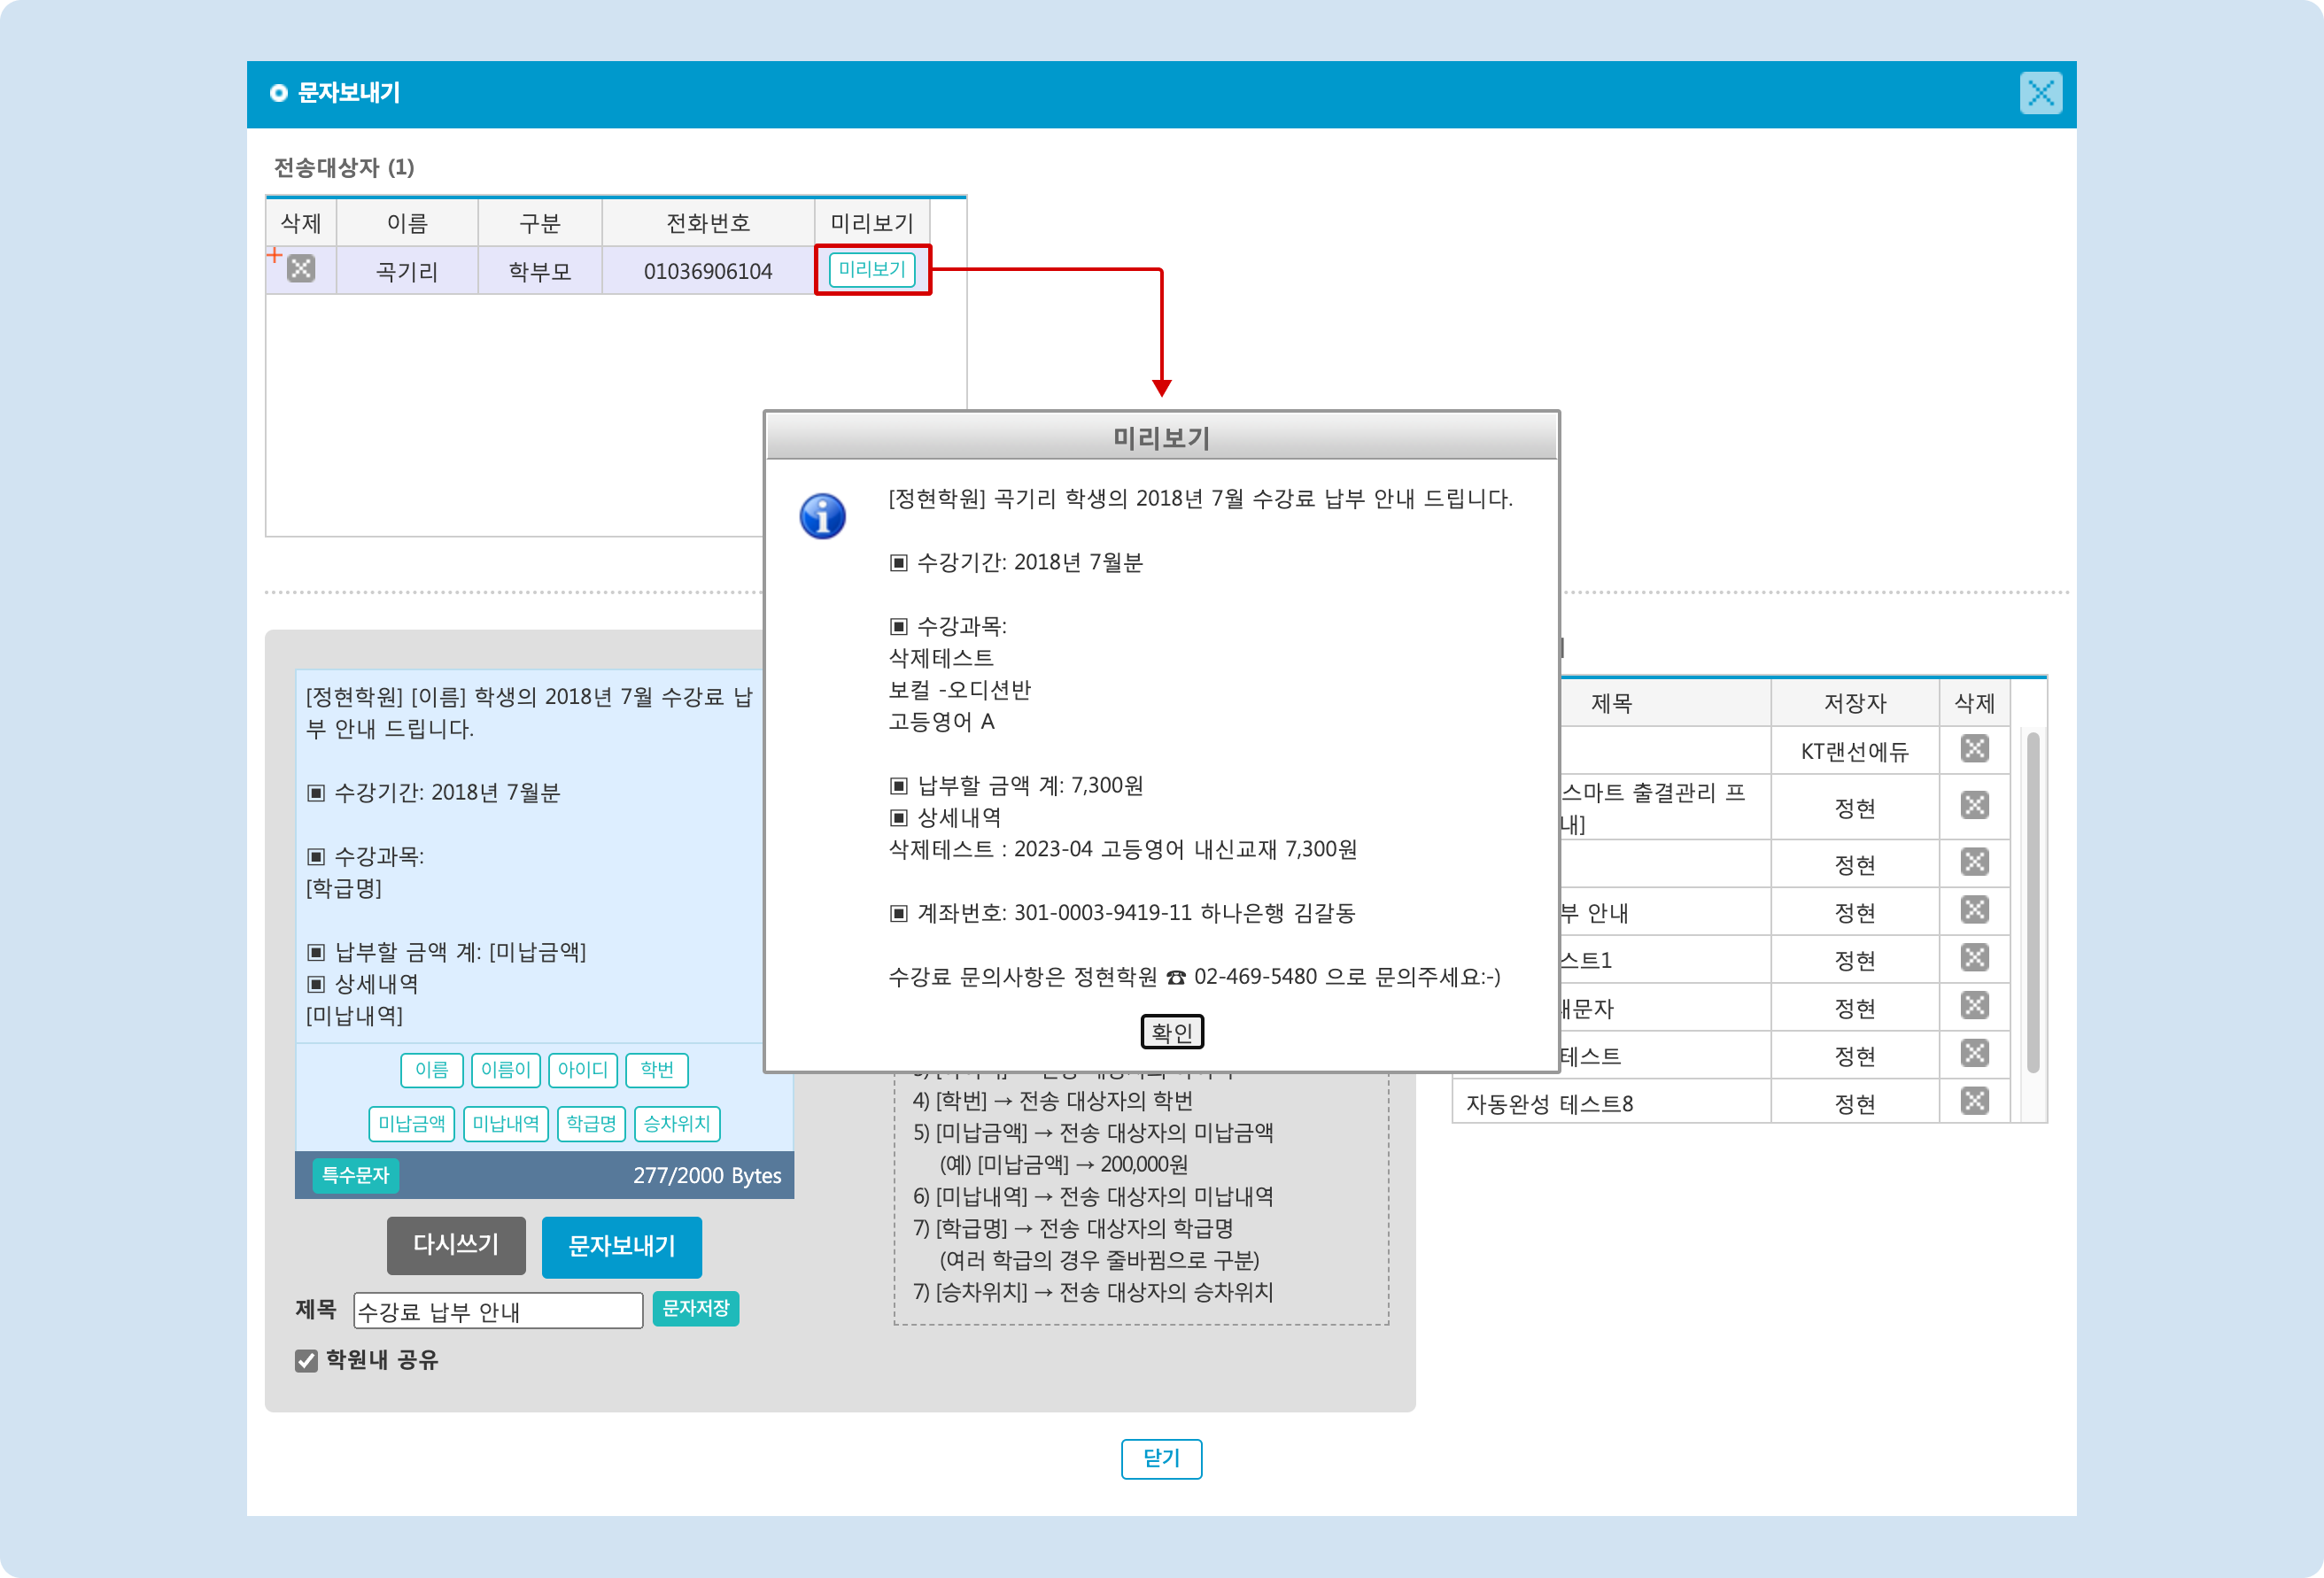 문자보내기
전송대상자 (1)
삭제 이름 구분 전화번호 미리보기
곡기리 학부모 01036906104 미리보기
미리보기
[정현학원] 곡기리 학생의 2018년 7월 수강료 납부 안내 드립니다.
▣ 수강기간: 2018년 7월분
▣ 수강과목:
삭제테스트
보컬 -오디션반
고등영어 A
▣ 납부할 금액 계: 7,300원
▣ 상세내역
삭제테스트 : 2023-04 고등영어 내신교재 7,300원
▣ 계좌번호: 301-0003-9419-11 하나은행 김갈동
수강료 문의사항은 정현학원 ☎ 02-469-5480 으로 문의주세요:-)
확인
[정현학원] [이름] 학생의 2018년 7월 수강료 납
부 안내 드립니다.
▣ 수강기간: 2018년 7월분
▣ 수강과목:
[학급명]
▣ 납부할 금액 계: [미납금액]
▣ 상세내역
[미납내역]
이름 이름이 아이디 학번
미납금액 미납내역 학급명 승차위치
특수문자 277/2000 Bytes
다시쓰기 문자보내기
제목 수강료 납부 안내 문자저장
학원내 공유
4) [학번] → 전송 대상자의 학번
5) [미납금액] → 전송 대상자의 미납금액
(예) [미납금액] → 200,000원
6) [미납내역] → 전송 대상자의 미납내역
7) [학급명] → 전송 대상자의 학급명
(여러 학급의 경우 줄바뀜으로 구분)
7) [승차위치] → 전송 대상자의 승차위치
제목 저장자 삭제
KT랜선에듀
스마트 출결관리 프
내] 정현
정현
부 안내 정현
스트1 정현
내문자 정현
테스트 정현
자동완성 테스트8 정현
닫기